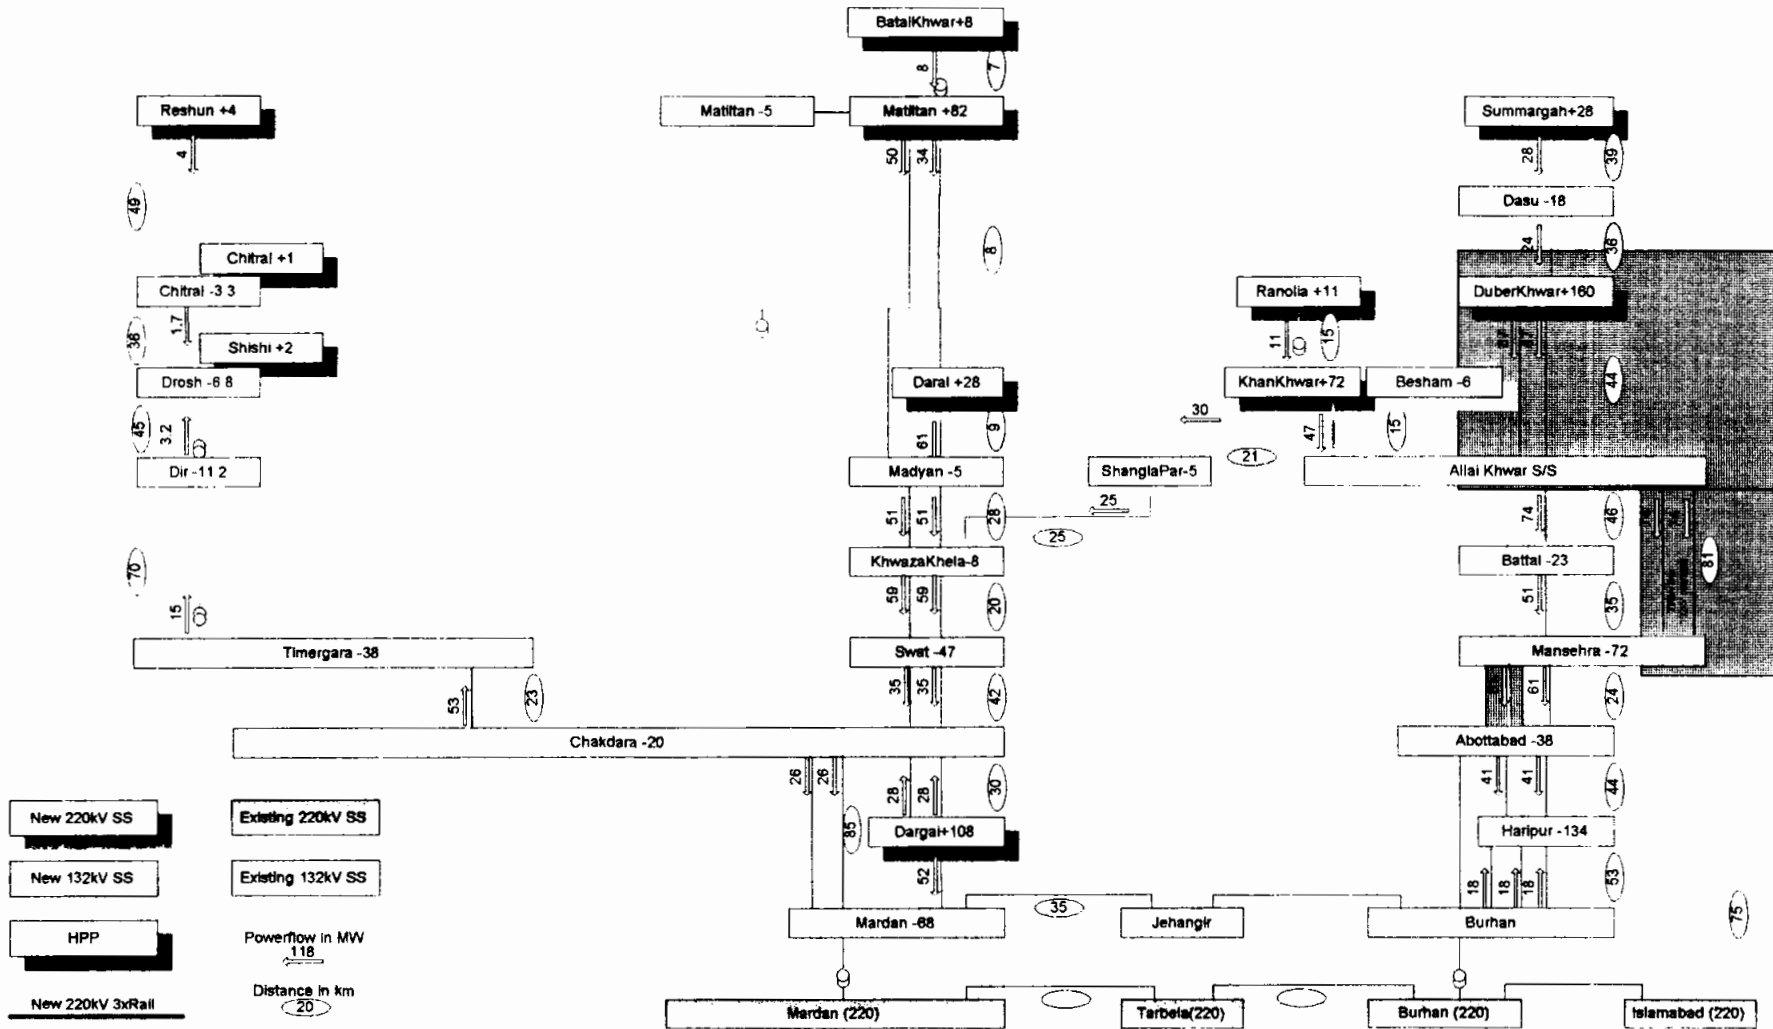 BatalKhwar+8
8
7
Reshun +4
Matiltan -5
Matiltan +82
Summargah+28
4
50
34
28
39
49
Dasu -18
8
24
36
Chitral +1
Chitral -3 3
Ranolia +11
DuberKhwar+160
36
1.7
11
15
Shishi +2
Drosh -6 8
Daral +28
KhanKhwar+72
Besham -6
44
45
3.2
61
9
30
47
15
21
Dir -11 2
Madyan -5
ShanglaPar-5
Allai Khwar S/S
25
51
51
28
25
74
46
70
KhwazaKhela-8
Battal -23
81
15
59
59
20
51
35
Timergara -38
Swat -47
Mansehra -72
53
23
35
35
42
61
24
Chakdara -20
Abottabad -38
26
26
28
28
30
41
41
44
New 220kV SS
Existing 220kV SS
85
Dargai+108
Haripur -134
New 132kV SS
Existing 132kV SS
52
18
18
18
53
35
Mardan -68
Jehangir
Burhan
75
HPP
Powerflow in MW
118
New 220kV 3xRail
Distance in km
20
Mardan (220)
Tarbela(220)
Burhan (220)
Islamabad (220)